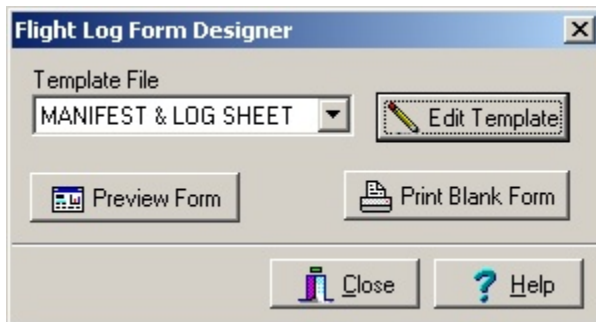 Flight Log Form Designer
Template File
MANIFEST & LOG SHEET
Edit Template
Preview Form
Print Blank Form
Close
Help